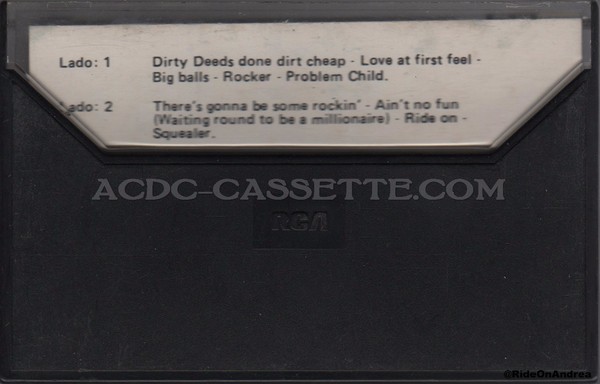 Lado: 1 Dirty Deeds done dirt cheap - Love at first feel -
Big balls - Rocker - Problem Child.
Lado: 2 There's gonna be some rockin' - Ain't no fun
(Waiting round to be a millionaire) - Ride on -
Squealer.
ACDC-CASSETTE.COM
RCA
©RideOnAndrea